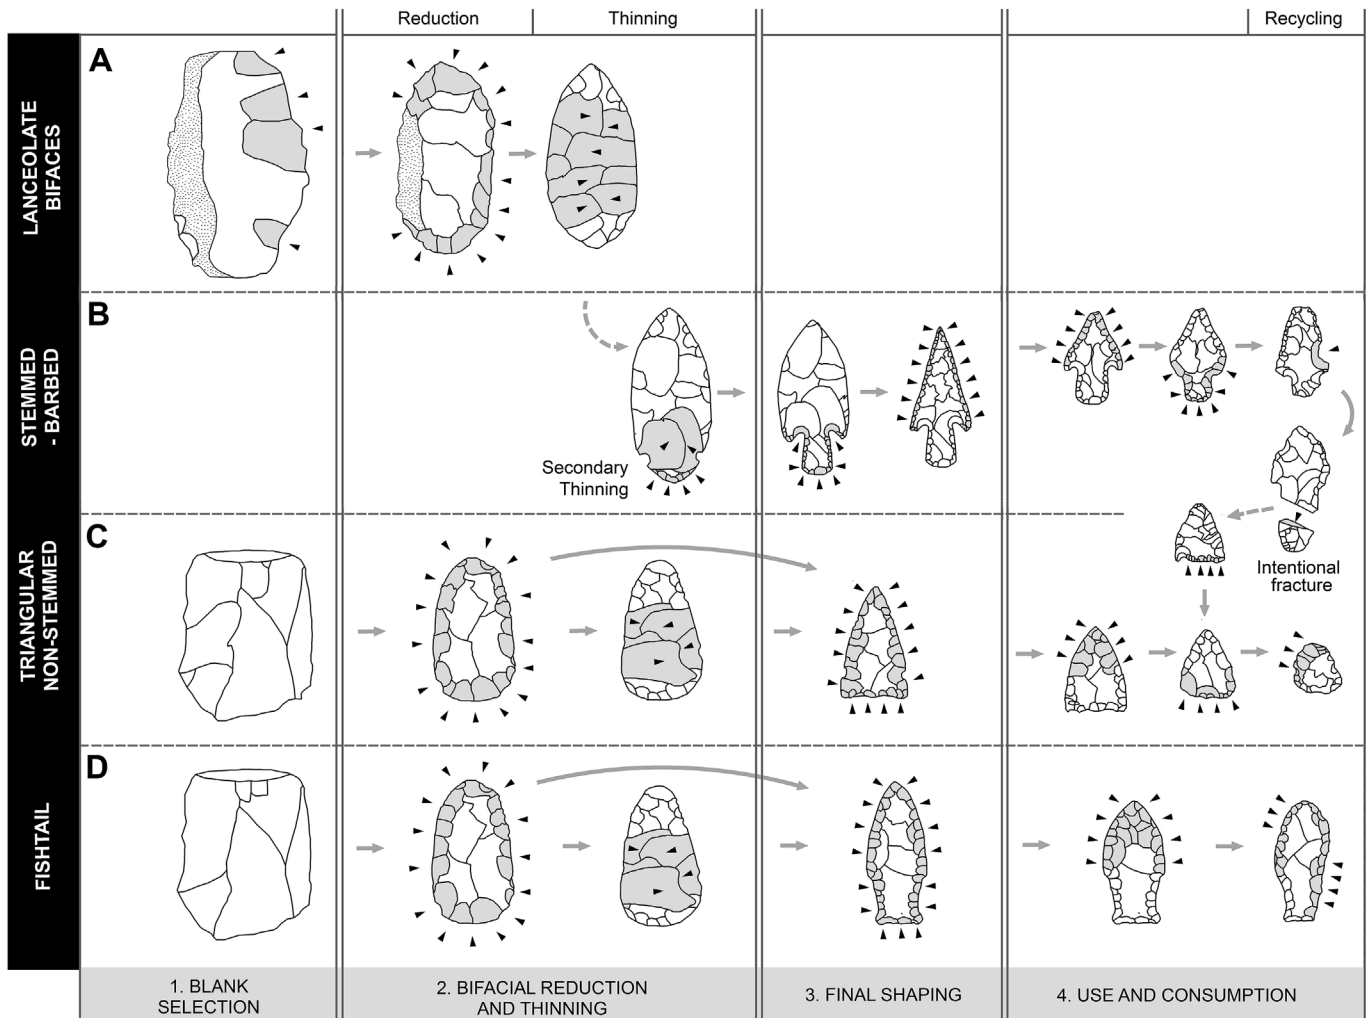 Reduction
Thinning
Recycling
LANCEOLATE
BIFACES
A
STEMMED
- BARBED
B
Secondary
Thinning
TRIANGULAR
NON-STEMMED
C
Intentional
fracture
FISHTAIL
D
1. BLANK
SELECTION
2. BIFACIAL REDUCTION
AND THINNING
3. FINAL SHAPING
4. USE AND CONSUMPTION